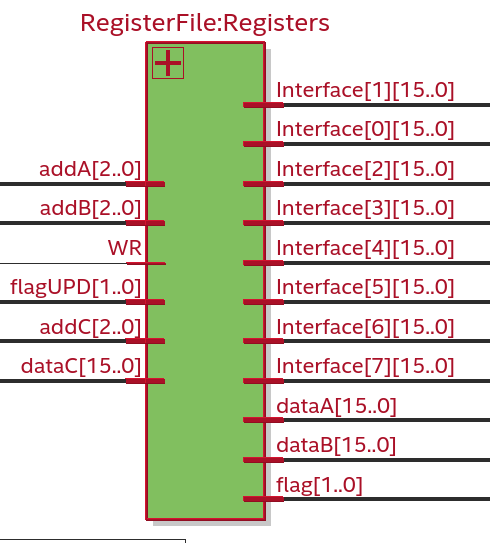 RegisterFile:Registers
Interface[1][15..0]
Interface[0][15..0]
addA[2..0]
Interface[2][15..0]
addB[2..0]
Interface[3][15..0]
WR
Interface[4][15..0]
flagUPD[1..0]
Interface[5][15..0]
addC[2..0]
Interface[6][15..0]
dataC[15..0]
Interface[7][15..0]
dataA[15..0]
dataB[15..0]
flag[1..0]